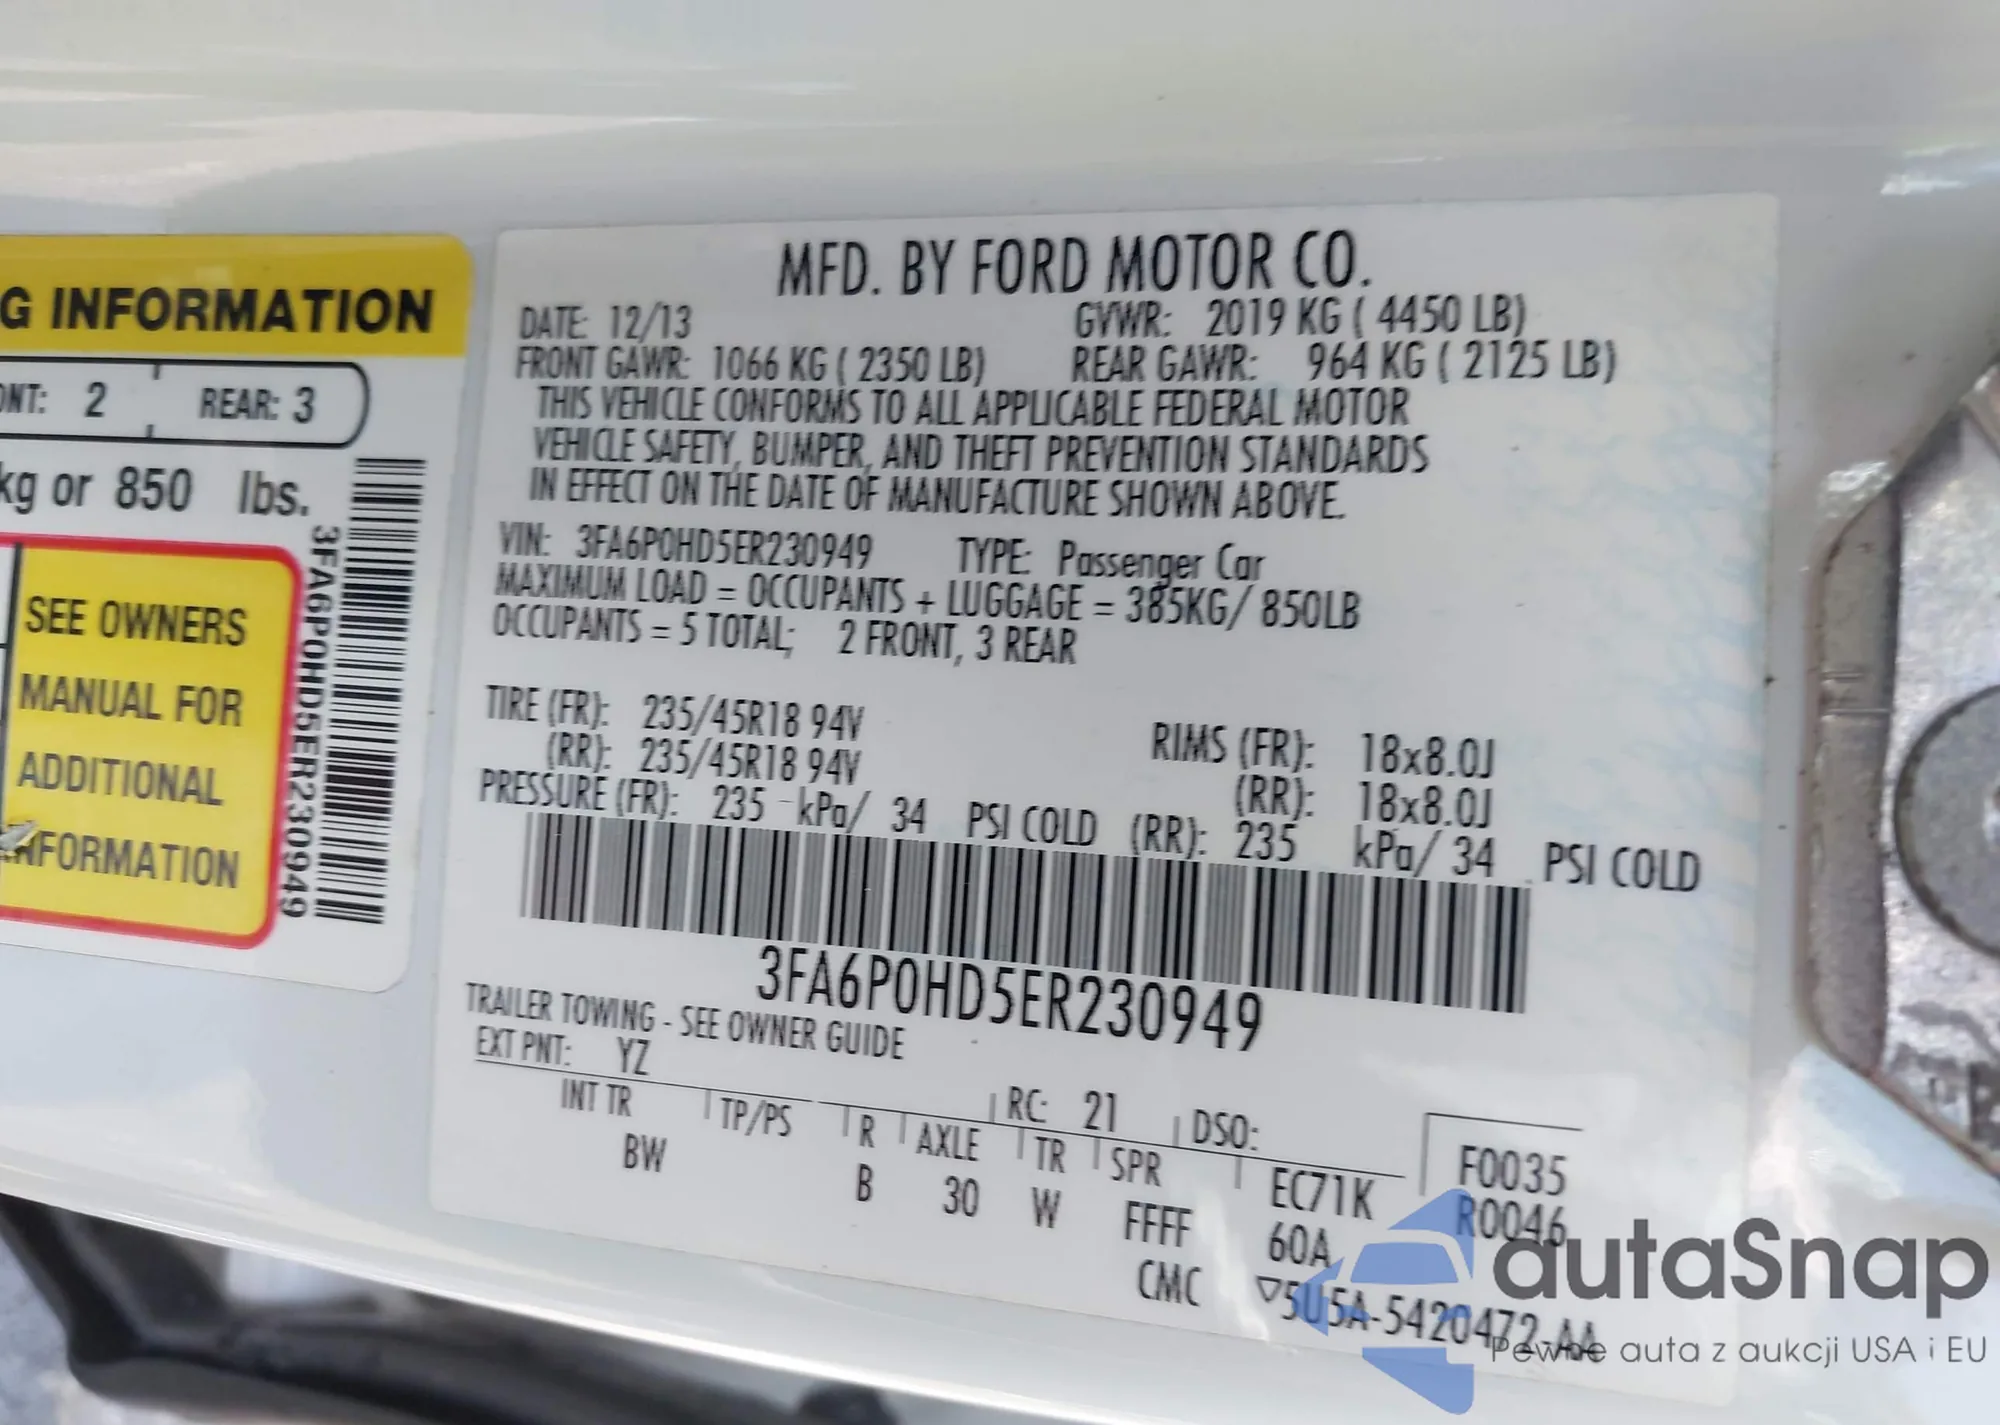 G INFORMATION
ONT: 2 REAR: 3
kg or 850 lbs.
3FA6P0HD5ER230949
SEE OWNERS
MANUAL FOR
ADDITIONAL
INFORMATION
MFD. BY FORD MOTOR CO.
DATE: 12/13 GVWR: 2019 KG ( 4450 LB)
FRONT GAWR: 1066 KG ( 2350 LB) REAR GAWR: 964 KG ( 2125 LB)
THIS VEHICLE CONFORMS TO ALL APPLICABLE FEDERAL MOTOR
VEHICLE SAFETY, BUMPER, AND THEFT PREVENTION STANDARDS
IN EFFECT ON THE DATE OF MANUFACTURE SHOWN ABOVE.
VIN: 3FA6P0HD5ER230949 TYPE: Passenger Car
MAXIMUM LOAD = OCCUPANTS + LUGGAGE = 385KG/ 850LB
OCCUPANTS = 5 TOTAL; 2 FRONT, 3 REAR
TIRE (FR): 235/45R18 94V RIMS (FR): 18x8.0J
(RR): 235/45R18 94V (RR): 18x8.0J
PRESSURE (FR): 235 kPa/ 34 PSI COLD (RR): 235 kPa/ 34 PSI COLD
3FA6P0HD5ER230949
TRAILER TOWING - SEE OWNER GUIDE
EXT PNT: YZ RC: 21 DSO: F0035
INT TR TP/PS R AXLE TR SPR EC71K R0046
BW B 30 W FFFF 60A
CMC ▽5U5A-5420472-AA
autaSnap
Pewne auta z aukcji USA i EU